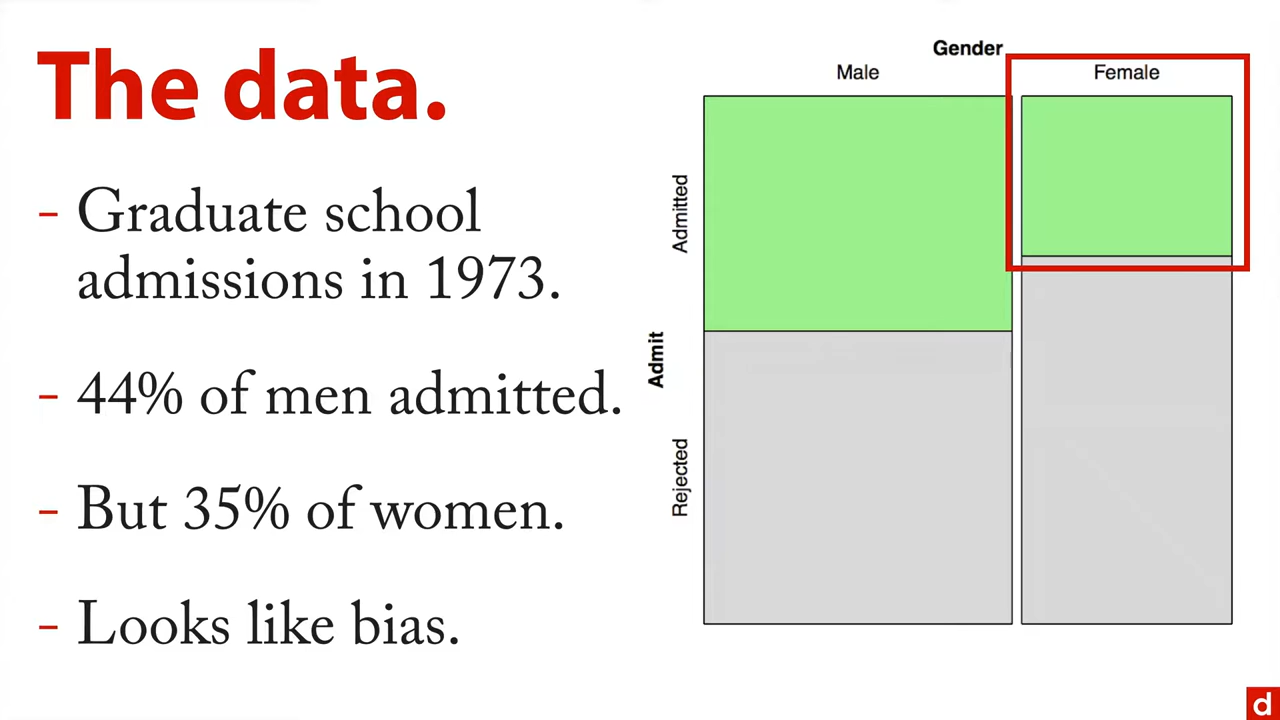 The data.
- Graduate school
admissions in 1973.
- 44% of men admitted.
- But 35% of women.
- Looks like bias.
Gender
Male
Female
Admit
Admitted
Rejected
d